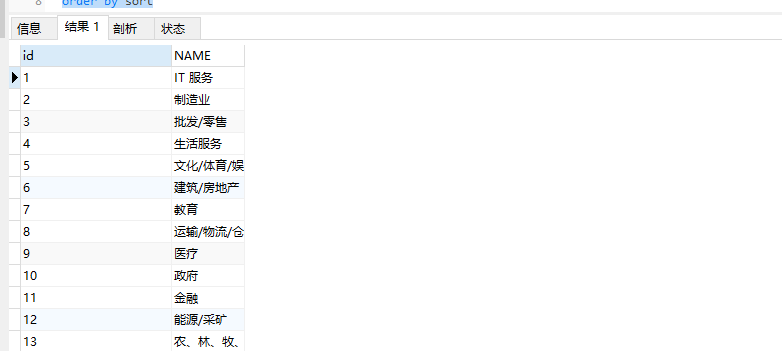 8 order by sort
信息 结果 1 剖析 状态
id NAME
1 IT 服务
2 制造业
3 批发/零售
4 生活服务
5 文化/体育/娱
6 建筑/房地产
7 教育
8 运输/物流/仓
9 医疗
10 政府
11 金融
12 能源/采矿
13 农、林、牧、